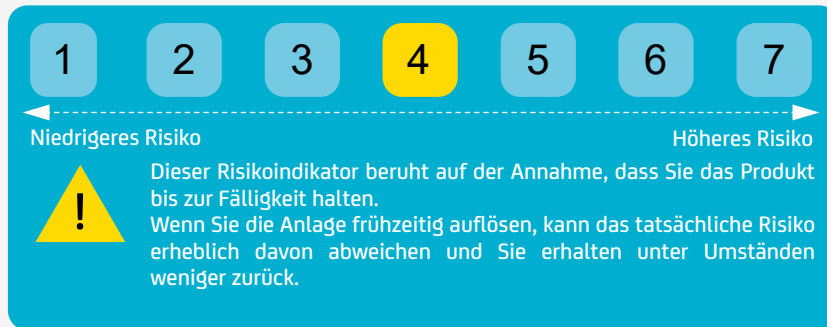 1 2 3 4 5 6 7
Niedrigeres Risiko Höheres Risiko
Dieser Risikoindikator beruht auf der Annahme, dass Sie das Produkt
bis zur Fälligkeit halten.
Wenn Sie die Anlage frühzeitig auflösen, kann das tatsächliche Risiko
erheblich davon abweichen und Sie erhalten unter Umständen
weniger zurück.
!